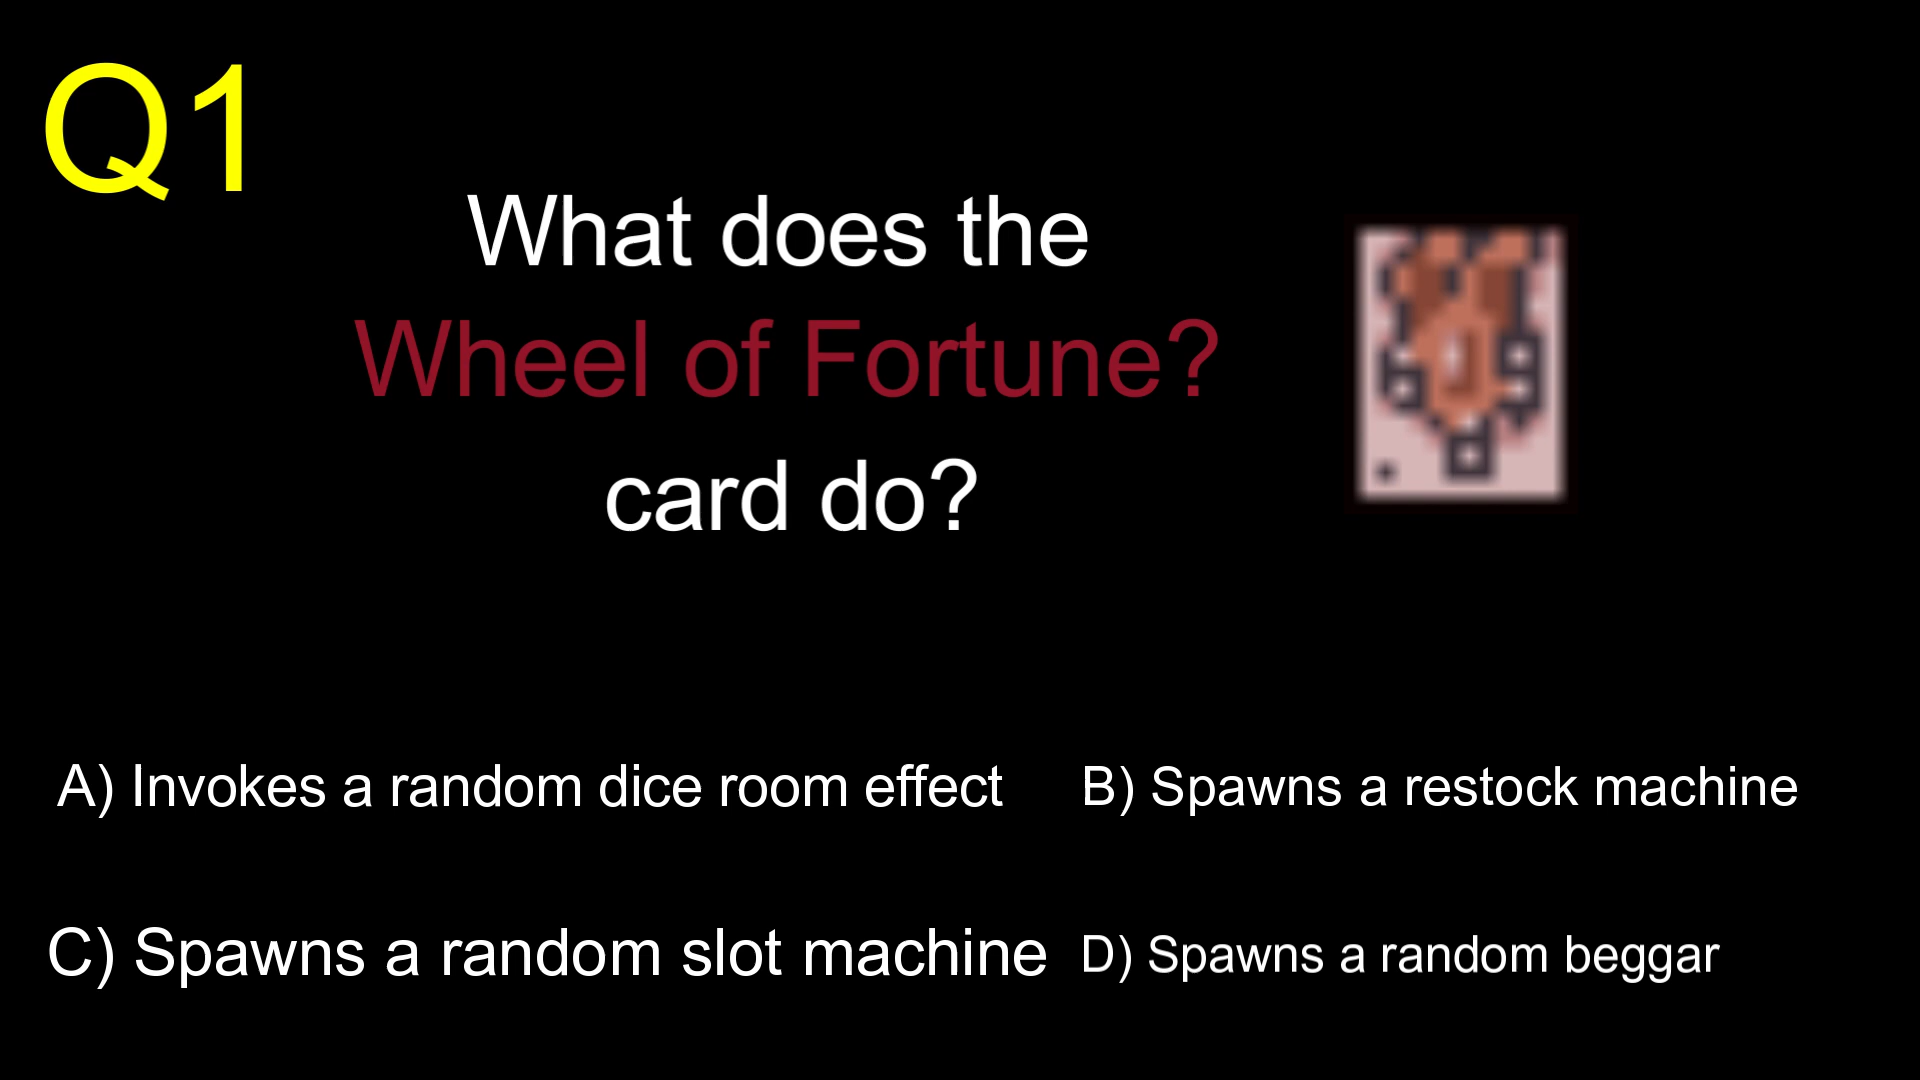 Q1
What does the
Wheel of Fortune?
card do?
A) Invokes a random dice room effect
B) Spawns a restock machine
C) Spawns a random slot machine
D) Spawns a random beggar